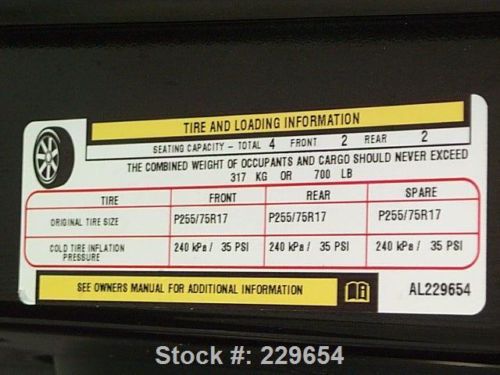 TIRE AND LOADING INFORMATION
SEATING CAPACITY - TOTAL 4 FRONT 2 REAR 2
THE COMBINED WEIGHT OF OCCUPANTS AND CARGO SHOULD NEVER EXCEED
317 KG OR 700 LB
TIRE FRONT REAR SPARE
ORIGINAL TIRE SIZE P255/75R17 P255/75R17 P255/75R17
COLD TIRE INFLATION PRESSURE 240 kPa / 35 PSI 240 kPa / 35 PSI 240 kPa / 35 PSI
SEE OWNERS MANUAL FOR ADDITIONAL INFORMATION AL229654
Stock #: 229654